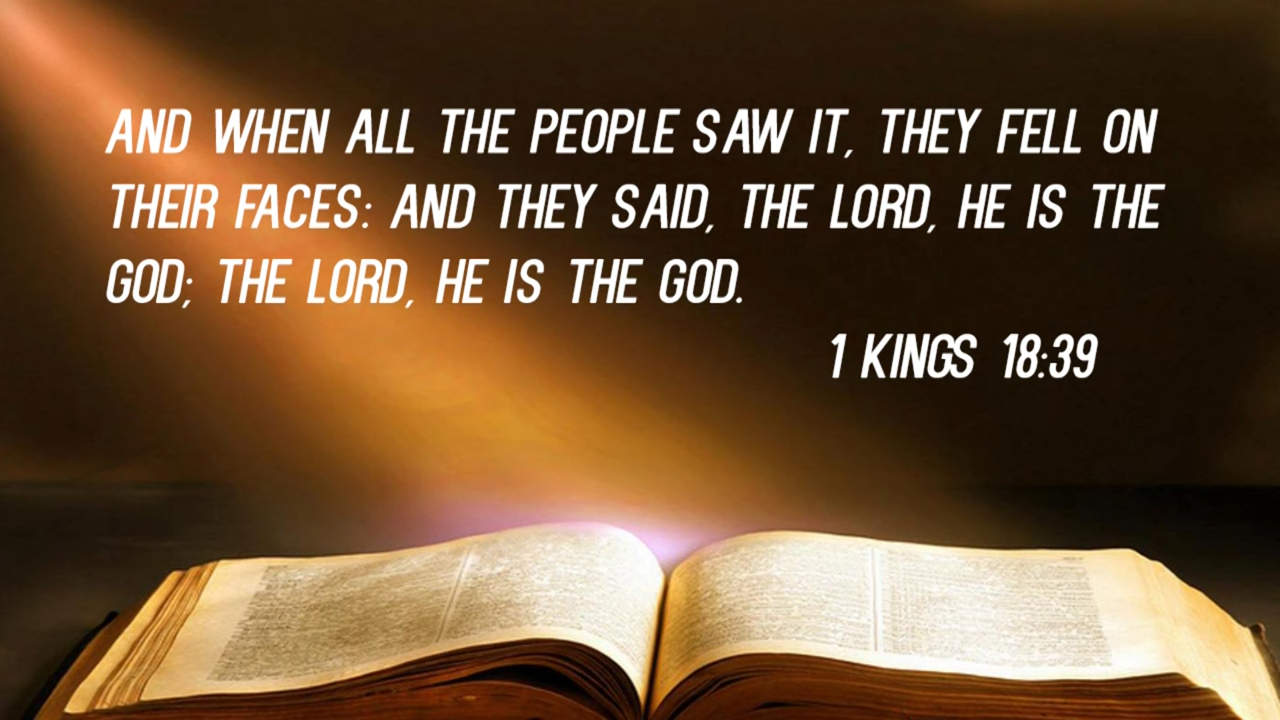 AND WHEN ALL THE PEOPLE SAW IT, THEY FELL ON
THEIR FACES: AND THEY SAID, THE LORD, HE IS THE
GOD; THE LORD, HE IS THE GOD.
1 KINGS 18:39